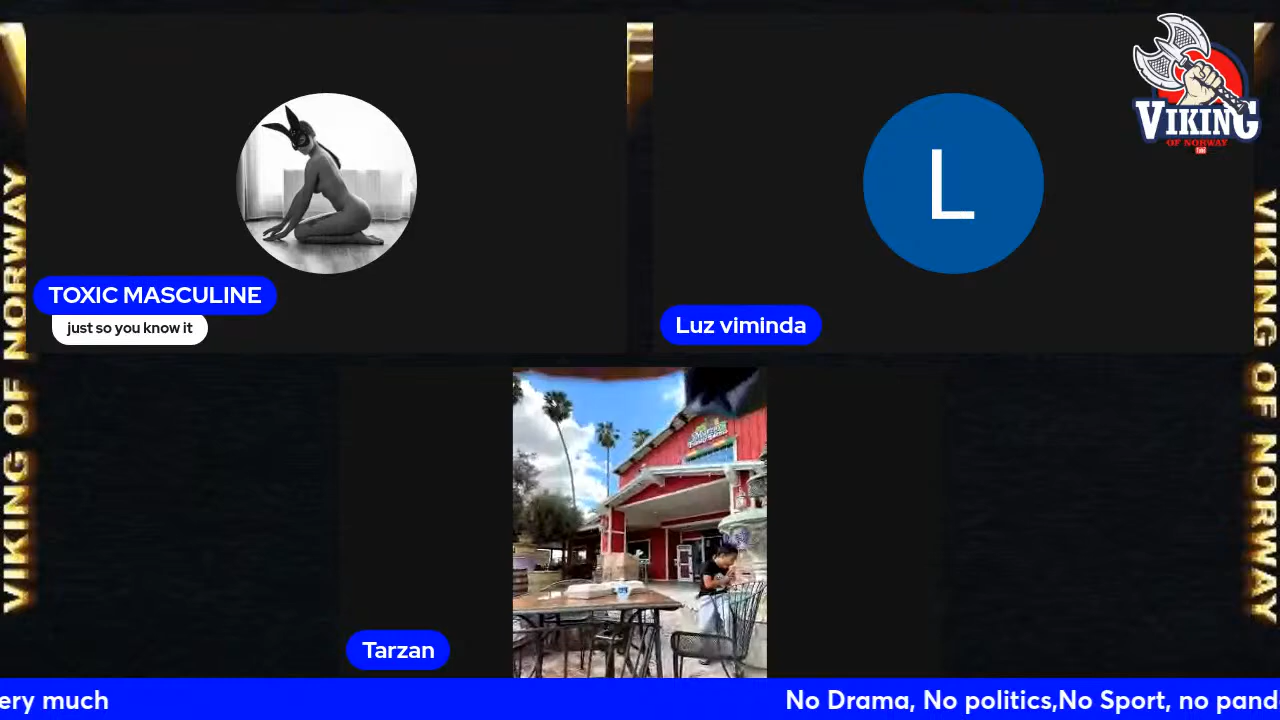 VIKING OF NORWAY
VIKING
OF NORWAY
L
TOXIC MASCULINE
just so you know it
Luz viminda
VIKING OF NORWAY
Tarzan
ery much
No Drama, No politics,No Sport, no pand